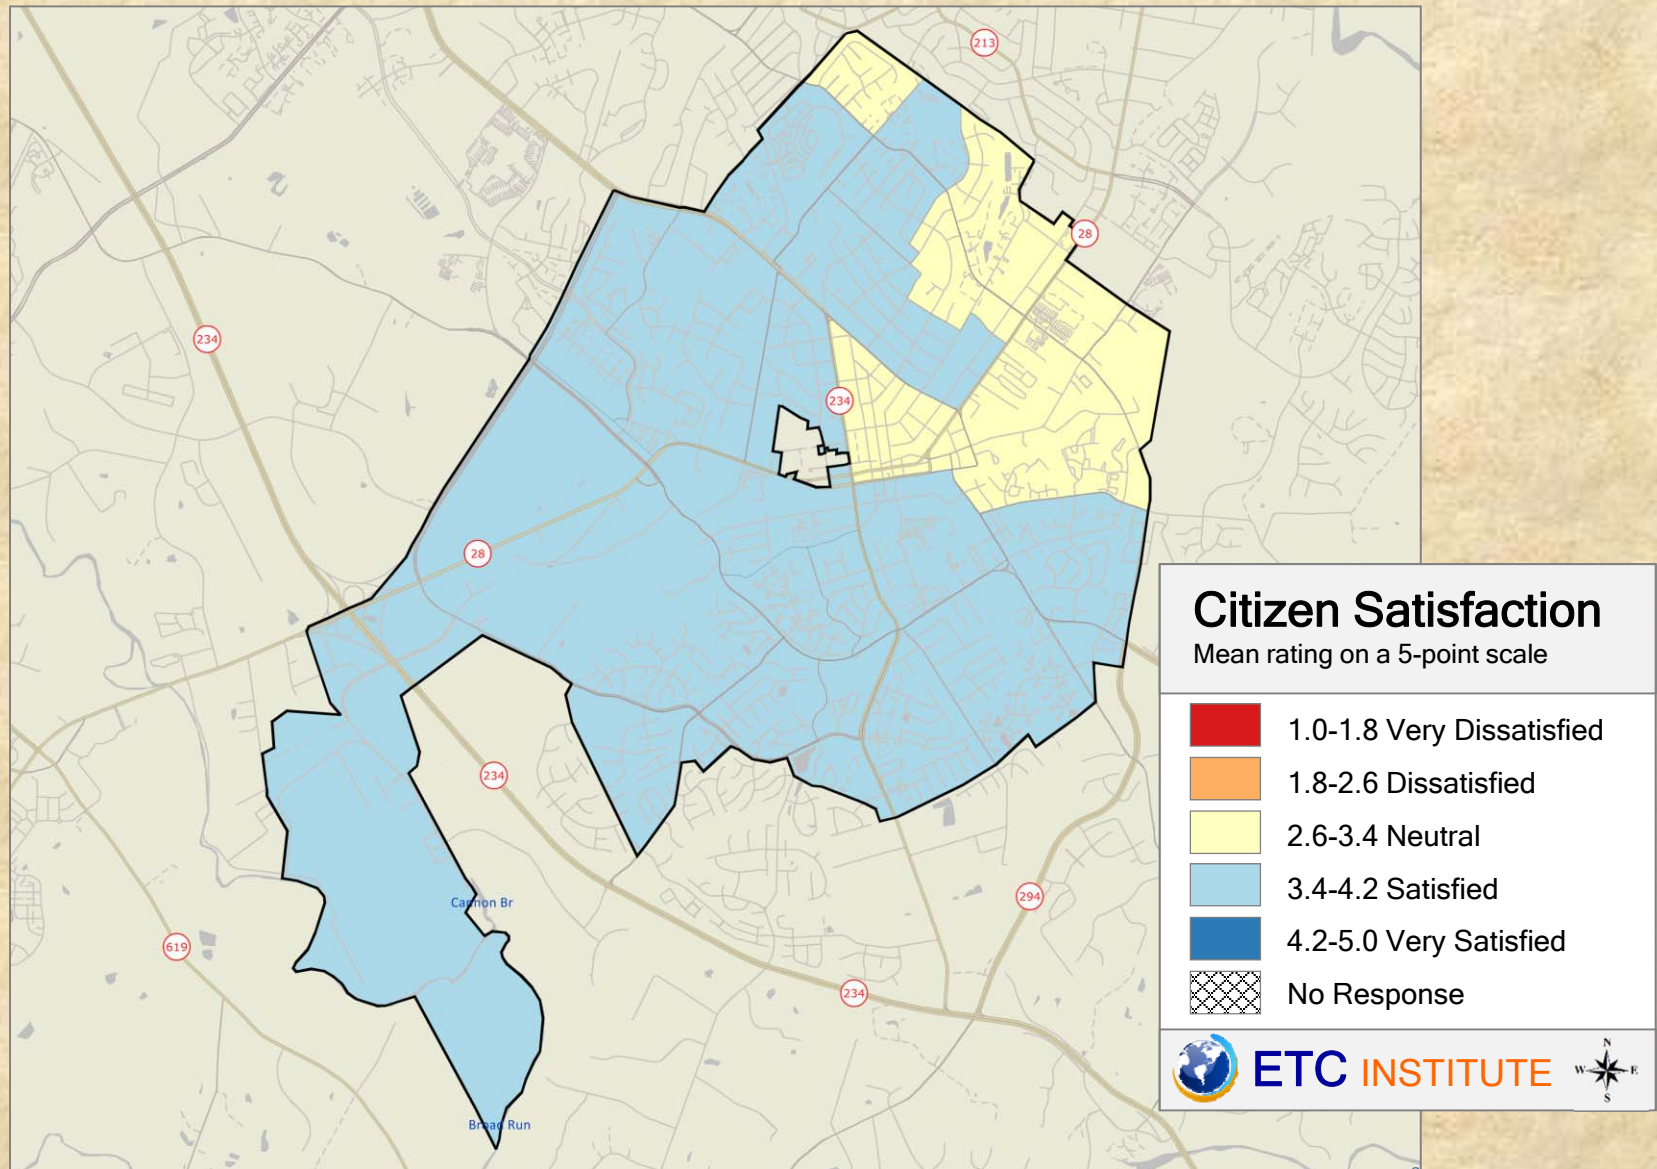 213
28
234
234
28
Citizen Satisfaction
Mean rating on a 5-point scale
1.0-1.8 Very Dissatisfied
1.8-2.6 Dissatisfied
2.6-3.4 Neutral
3.4-4.2 Satisfied
4.2-5.0 Very Satisfied
No Response
234
294
Cannon Br
619
234
ETC INSTITUTE
N
W E
S
Broad Run